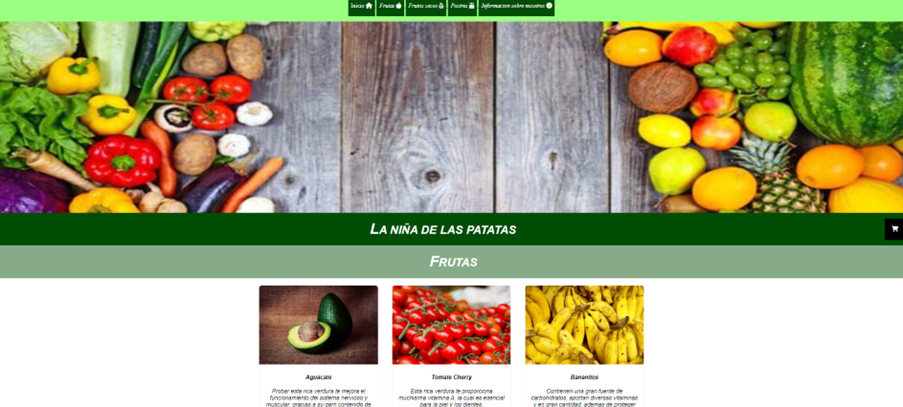 Inicio
Frutas
Frutos secos
Postres
Informacion sobre nosotros
LA NIÑA DE LAS PATATAS
FRUTAS
Aguacate
Tomate Cherry
Bananitos
Probar esta rica verdura te mejora el
funcionamiento del sistema nervioso y
muscular, gracias a su gran contenido de
Esta rica verdura te proporciona
muchisima vitamina A, la cual es esencial
para la piel y los dientes.
Contienen una gran fuente de
carbohidratos, aportan diversas vitaminas
y en gran cantidad, ademas de proteger